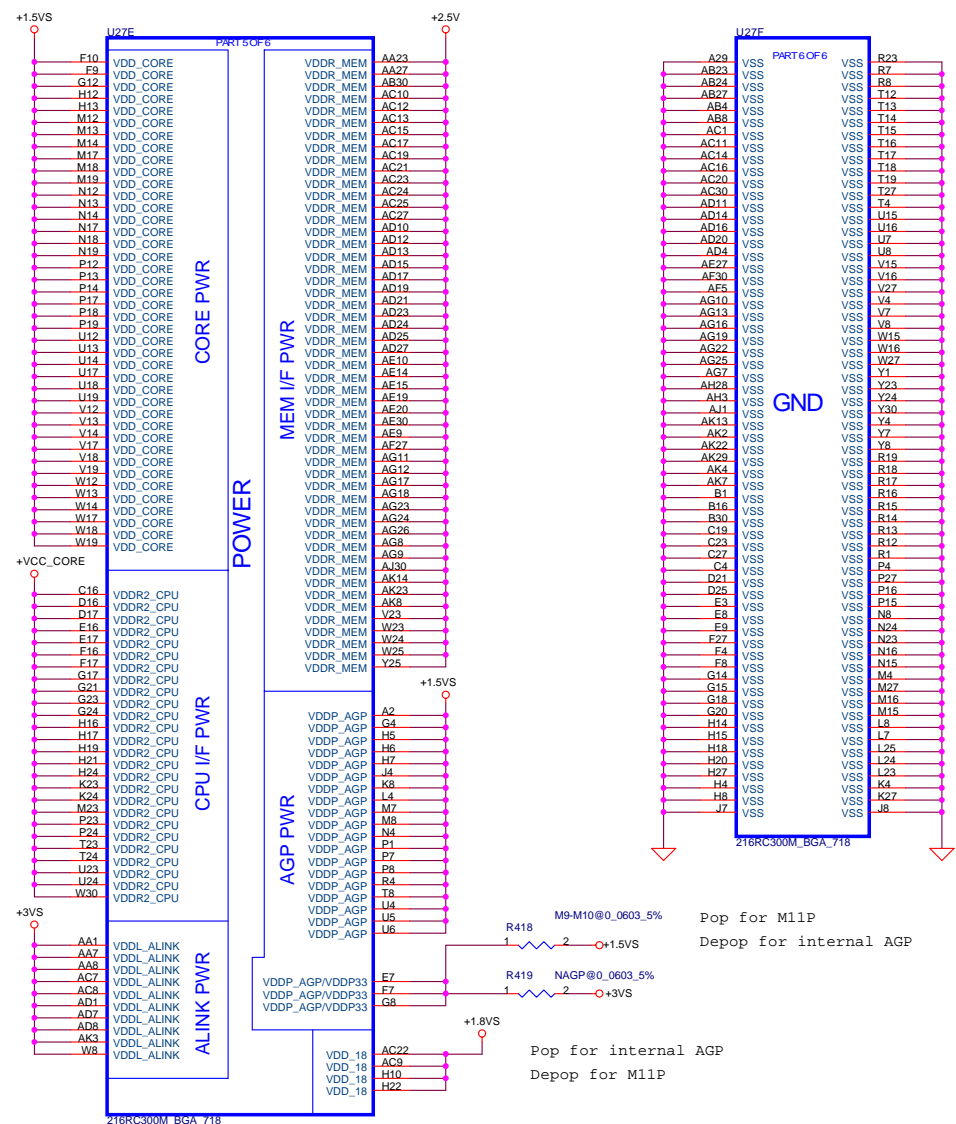 +1.5VS
U27E
PART 5 OF 6
+2.5V
F10 VDD_CORE
F9 VDD_CORE
G12 VDD_CORE
H12 VDD_CORE
H13 VDD_CORE
M12 VDD_CORE
M13 VDD_CORE
M14 VDD_CORE
M17 VDD_CORE
M18 VDD_CORE
M19 VDD_CORE
N12 VDD_CORE
N13 VDD_CORE
N14 VDD_CORE
N17 VDD_CORE
N18 VDD_CORE
N19 VDD_CORE
P12 VDD_CORE
P13 VDD_CORE
P14 VDD_CORE
P17 VDD_CORE
P18 VDD_CORE
P19 VDD_CORE
U12 VDD_CORE
U13 VDD_CORE
U14 VDD_CORE
U17 VDD_CORE
U18 VDD_CORE
U19 VDD_CORE
V12 VDD_CORE
V13 VDD_CORE
V14 VDD_CORE
V17 VDD_CORE
V18 VDD_CORE
V19 VDD_CORE
W12 VDD_CORE
W13 VDD_CORE
W14 VDD_CORE
W17 VDD_CORE
W18 VDD_CORE
W19 VDD_CORE
CORE PWR
+VCC_CORE
C16 VDDR2_CPU
D16 VDDR2_CPU
D17 VDDR2_CPU
E16 VDDR2_CPU
E17 VDDR2_CPU
F16 VDDR2_CPU
F17 VDDR2_CPU
G17 VDDR2_CPU
G21 VDDR2_CPU
G23 VDDR2_CPU
G24 VDDR2_CPU
H16 VDDR2_CPU
H17 VDDR2_CPU
H19 VDDR2_CPU
H21 VDDR2_CPU
H24 VDDR2_CPU
K23 VDDR2_CPU
K24 VDDR2_CPU
M23 VDDR2_CPU
P23 VDDR2_CPU
P24 VDDR2_CPU
T23 VDDR2_CPU
T24 VDDR2_CPU
U23 VDDR2_CPU
U24 VDDR2_CPU
W30 VDDR2_CPU
CPU I/F PWR
+3VS
AA1 VDDL_ALINK
AA7 VDDL_ALINK
AA8 VDDL_ALINK
AC7 VDDL_ALINK
AC8 VDDL_ALINK
AD1 VDDL_ALINK
AD7 VDDL_ALINK
AD8 VDDL_ALINK
AK3 VDDL_ALINK
W8 VDDL_ALINK
ALINK PWR
POWER
VDDR_MEM AA23
VDDR_MEM AA27
VDDR_MEM AB30
VDDR_MEM AC10
VDDR_MEM AC12
VDDR_MEM AC13
VDDR_MEM AC15
VDDR_MEM AC17
VDDR_MEM AC19
VDDR_MEM AC21
VDDR_MEM AC23
VDDR_MEM AC24
VDDR_MEM AC25
VDDR_MEM AC27
VDDR_MEM AD10
VDDR_MEM AD12
VDDR_MEM AD13
VDDR_MEM AD15
VDDR_MEM AD17
VDDR_MEM AD19
VDDR_MEM AD21
VDDR_MEM AD23
VDDR_MEM AD24
VDDR_MEM AD25
VDDR_MEM AD27
VDDR_MEM AE10
VDDR_MEM AE14
VDDR_MEM AE15
VDDR_MEM AE19
VDDR_MEM AE20
VDDR_MEM AE30
VDDR_MEM AE9
VDDR_MEM AF27
VDDR_MEM AG11
VDDR_MEM AG12
VDDR_MEM AG17
VDDR_MEM AG18
VDDR_MEM AG23
VDDR_MEM AG24
VDDR_MEM AG26
VDDR_MEM AG8
VDDR_MEM AG9
VDDR_MEM AJ30
VDDR_MEM AK14
VDDR_MEM AK23
VDDR_MEM AK8
VDDR_MEM V23
VDDR_MEM W23
VDDR_MEM W24
VDDR_MEM W25
VDDR_MEM Y25
MEM I/F PWR
+1.5VS
VDDP_AGP A2
VDDP_AGP G4
VDDP_AGP H5
VDDP_AGP H6
VDDP_AGP H7
VDDP_AGP J4
VDDP_AGP K8
VDDP_AGP L4
VDDP_AGP M7
VDDP_AGP M8
VDDP_AGP N4
VDDP_AGP P1
VDDP_AGP P7
VDDP_AGP P8
VDDP_AGP R4
VDDP_AGP T8
VDDP_AGP U4
VDDP_AGP U5
VDDP_AGP U6
AGP PWR
VDDP_AGP/VDDP33 E7
VDDP_AGP/VDDP33 F7
VDDP_AGP/VDDP33 G8
M9-M10@0_0603_5%
R418
1 2 +1.5VS
Pop for M11P
Depop for internal AGP
R419 NAGP@0_0603_5%
1 2 +3VS
+1.8VS
Pop for internal AGP
Depop for M11P
VDD_18 AC22
VDD_18 AC9
VDD_18 H10
VDD_18 H22
216RC300M_BGA_718
U27F
PART 6 OF 6
A29 VSS VSS R23
AB23 VSS VSS R7
AB24 VSS VSS R8
AB27 VSS VSS T12
AB4 VSS VSS T13
AB8 VSS VSS T14
AC1 VSS VSS T15
AC11 VSS VSS T16
AC14 VSS VSS T17
AC16 VSS VSS T18
AC20 VSS VSS T19
AC30 VSS VSS T27
AD11 VSS VSS T4
AD14 VSS VSS U15
AD16 VSS VSS U16
AD20 VSS VSS U7
AD4 VSS VSS U8
AE27 VSS VSS V15
AF30 VSS VSS V16
AF5 VSS VSS V27
AG10 VSS VSS V4
AG13 VSS VSS V7
AG16 VSS VSS V8
AG19 VSS VSS W15
AG22 VSS VSS W16
AG25 VSS VSS W27
AG7 VSS VSS Y1
AH28 VSS VSS Y23
AH3 VSS VSS Y24
AJ1 VSS VSS Y30
AK13 VSS VSS Y4
AK2 VSS VSS Y7
AK22 VSS VSS Y8
AK29 VSS VSS R19
AK4 VSS VSS R18
AK7 VSS VSS R17
B1 VSS VSS R16
B16 VSS VSS R15
B30 VSS VSS R14
C19 VSS VSS R13
C23 VSS VSS R12
C27 VSS VSS R1
C4 VSS VSS P4
D21 VSS VSS P27
D25 VSS VSS P16
E3 VSS VSS P15
E8 VSS VSS N8
E9 VSS VSS N24
F27 VSS VSS N23
F4 VSS VSS N16
F8 VSS VSS N15
G14 VSS VSS M4
G15 VSS VSS M27
G18 VSS VSS M16
G20 VSS VSS M15
H14 VSS VSS L8
H15 VSS VSS L7
H18 VSS VSS L25
H20 VSS VSS L24
H27 VSS VSS L23
H4 VSS VSS K4
H8 VSS VSS K27
J7 VSS VSS J8
GND
216RC300M_BGA_718